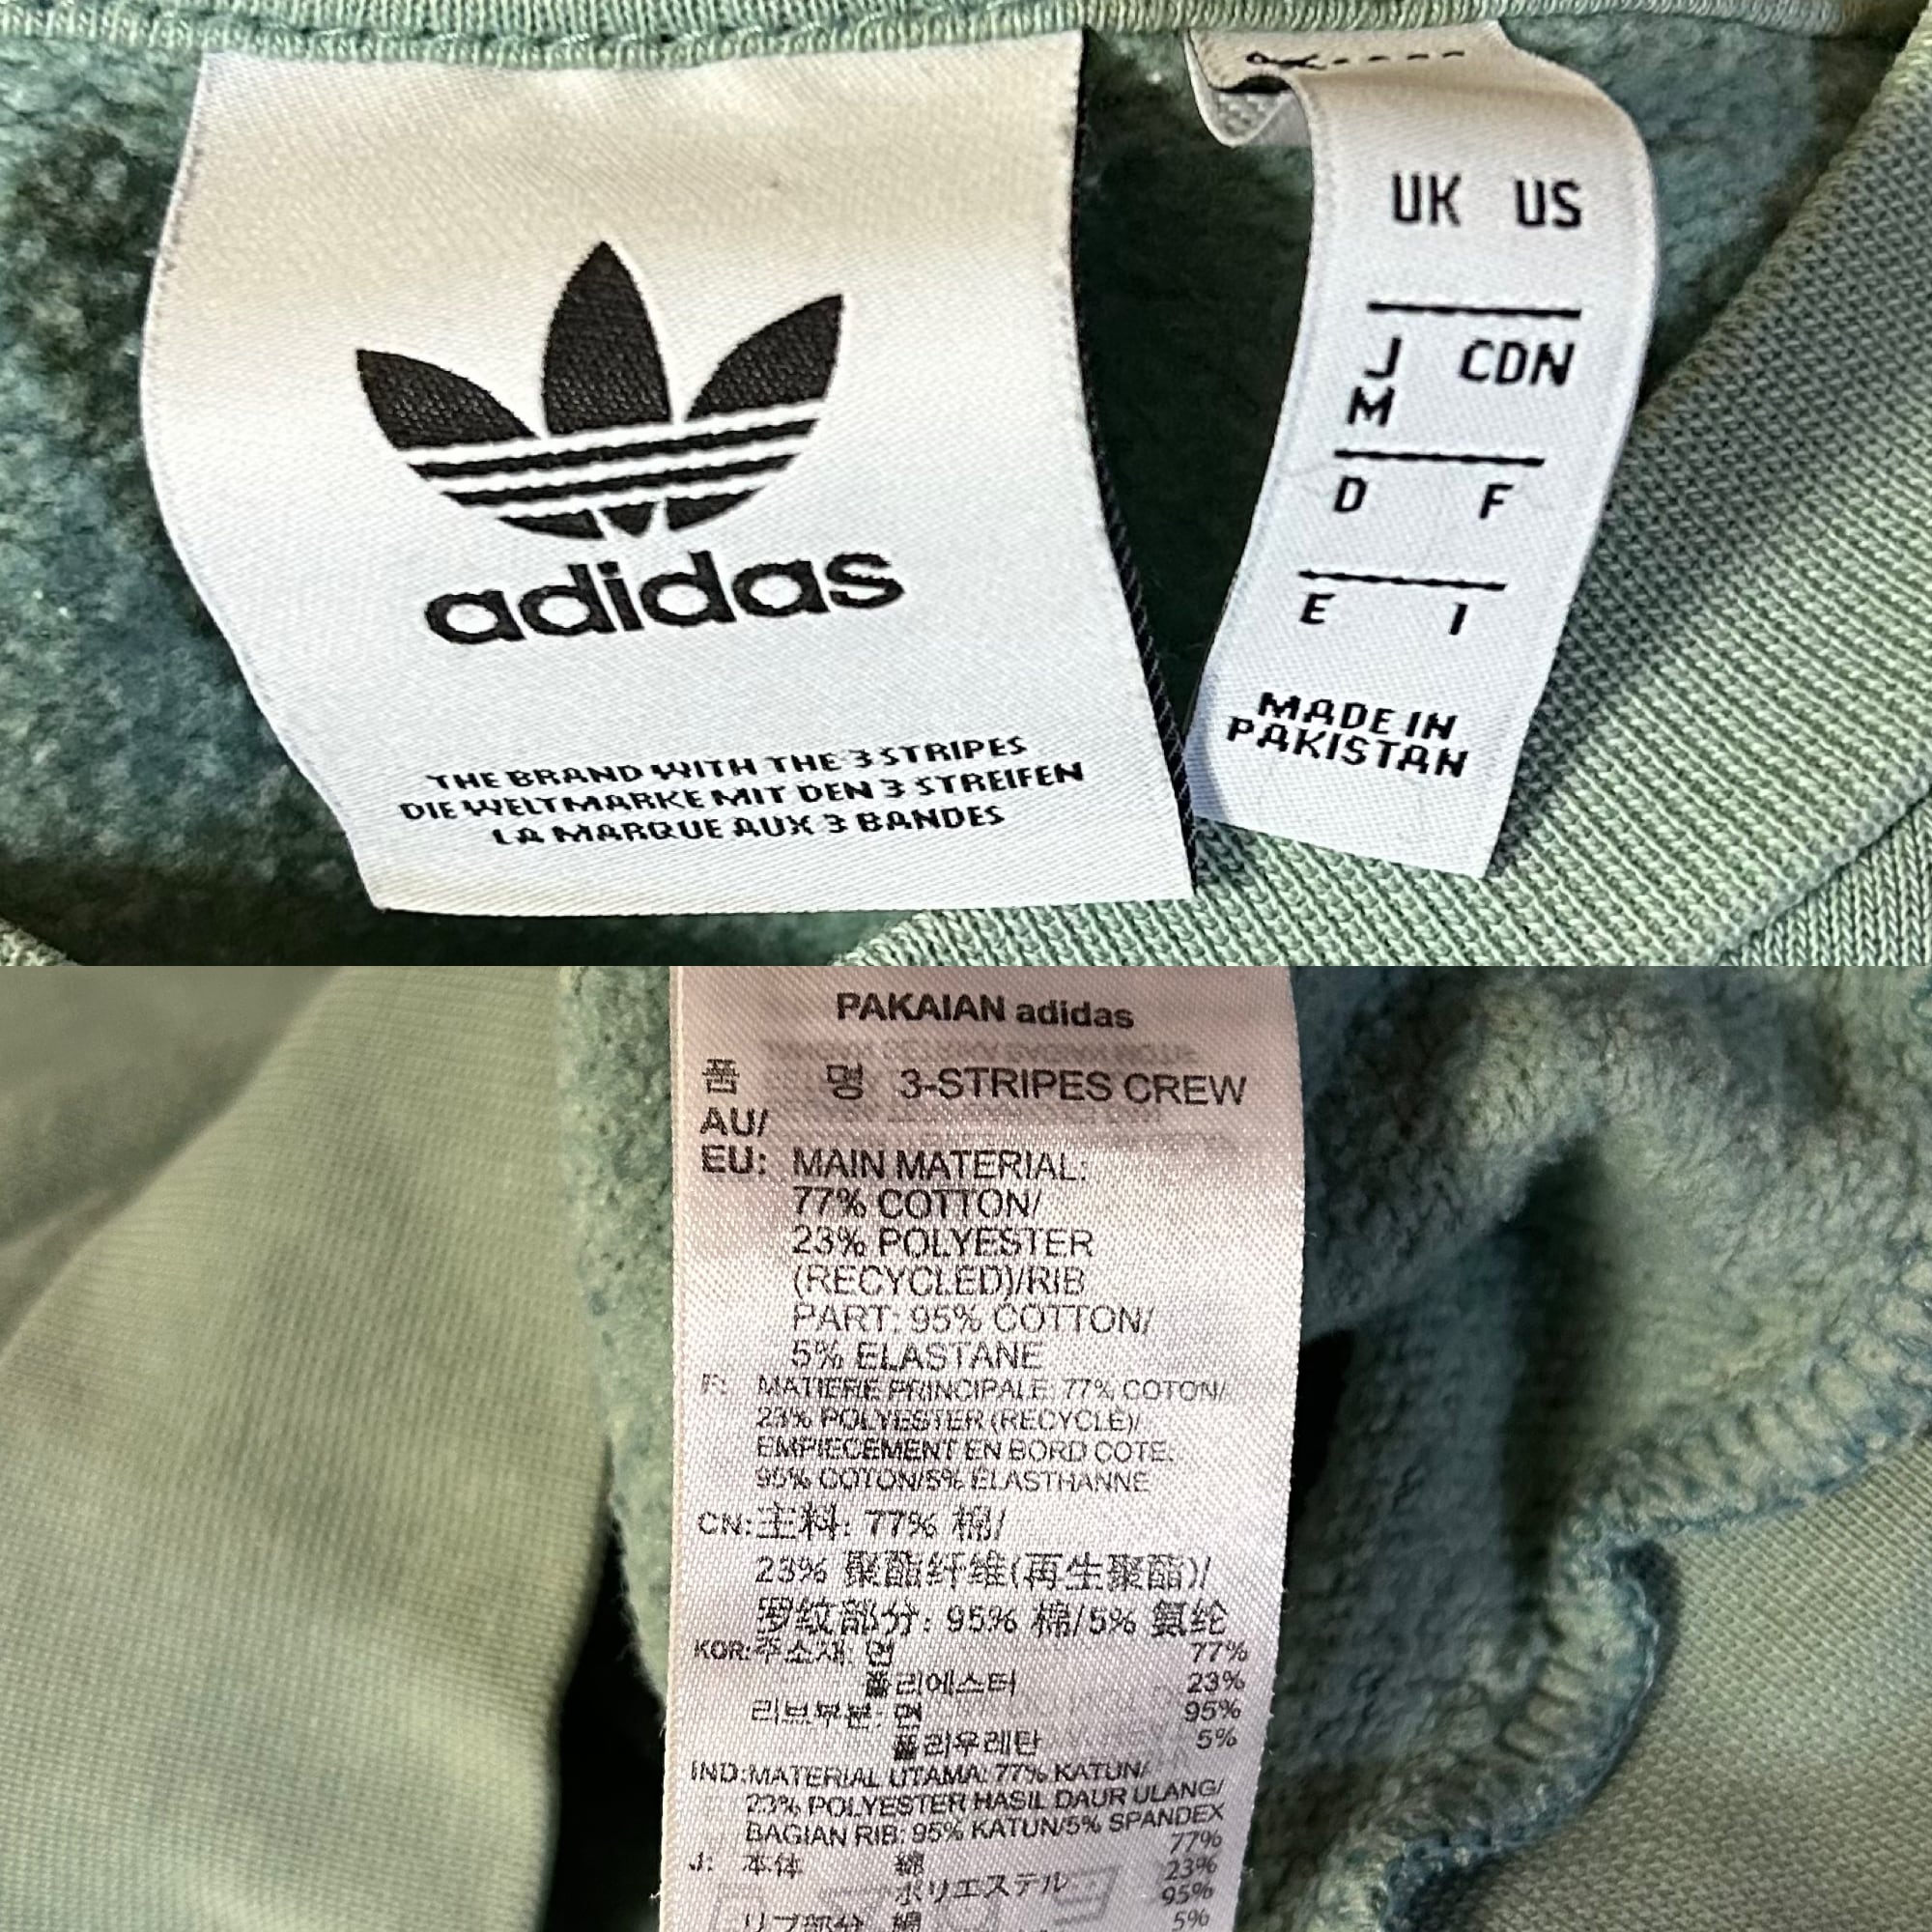 adidas
THE BRAND WITH THE 3 STRIPES
DIE WELTMARKE MIT DEN 3 STREIFEN
LA MARQUE AUX 3 BANDES
UK US
J CDN
M
D F
E I
MADE IN
PAKISTAN
PAKAIAN adidas
품 명 3-STRIPES CREW
AU/
EU: MAIN MATERIAL:
77% COTTON/
23% POLYESTER
(RECYCLED)/RIB
PART: 95% COTTON/
5% ELASTANE
F: MATIERE PRINCIPALE: 77% COTON/
23% POLYESTER (RECYCLE)/
EMPIECEMENT EN BORD COTE:
95% COTON/5% ELASTHANNE
CN: 主料: 77% 棉/
23% 聚酯纤维(再生聚酯)/
罗纹部分: 95% 棉/5% 氨纶
KOR: 주소재: 면 77%
폴리에스터 23%
리브부분: 면 95%
폴리우레탄 5%
IND: MATERIAL UTAMA: 77% KATUN/
23% POLYESTER HASIL DAUR ULANG/
BAGIAN RIB: 95% KATUN/5% SPANDEX
J: 本体 綿 77%
ポリエステル 23%
リブ部分 綿 95%
5%